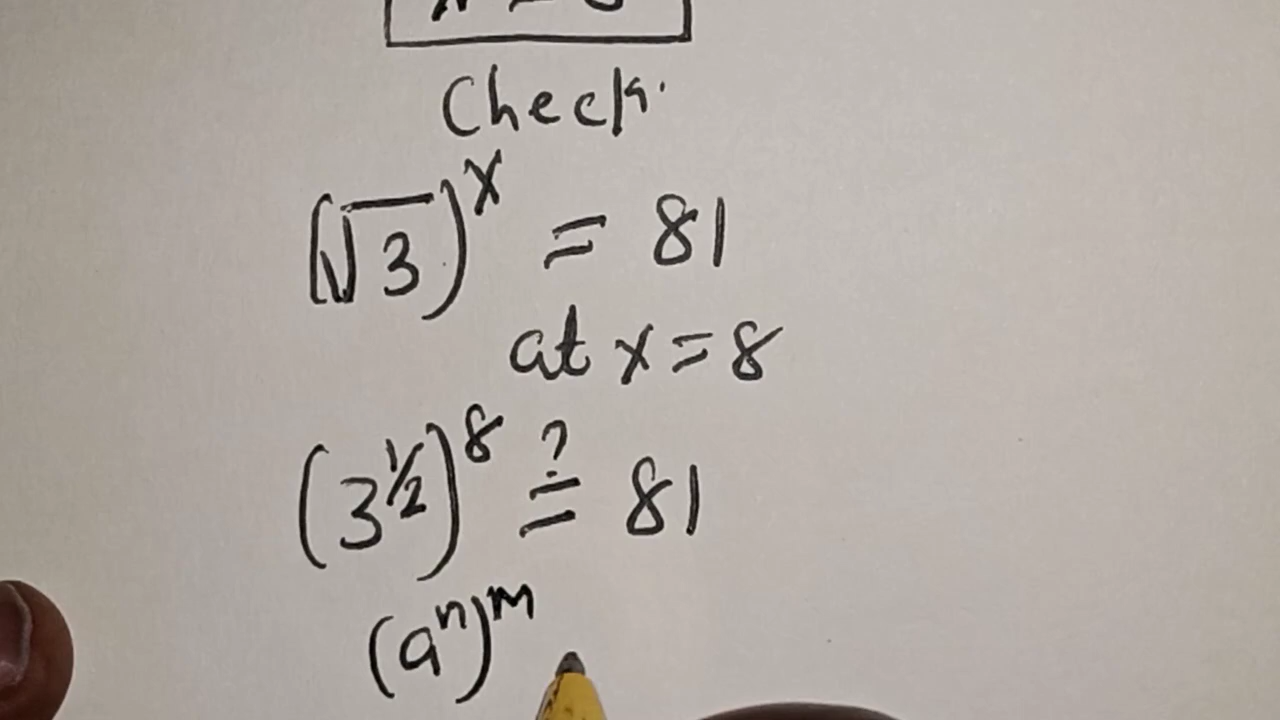 Check.
(√3)^x = 81
at x = 8
(3^½)^8 ≟ 81
(a^n)^m